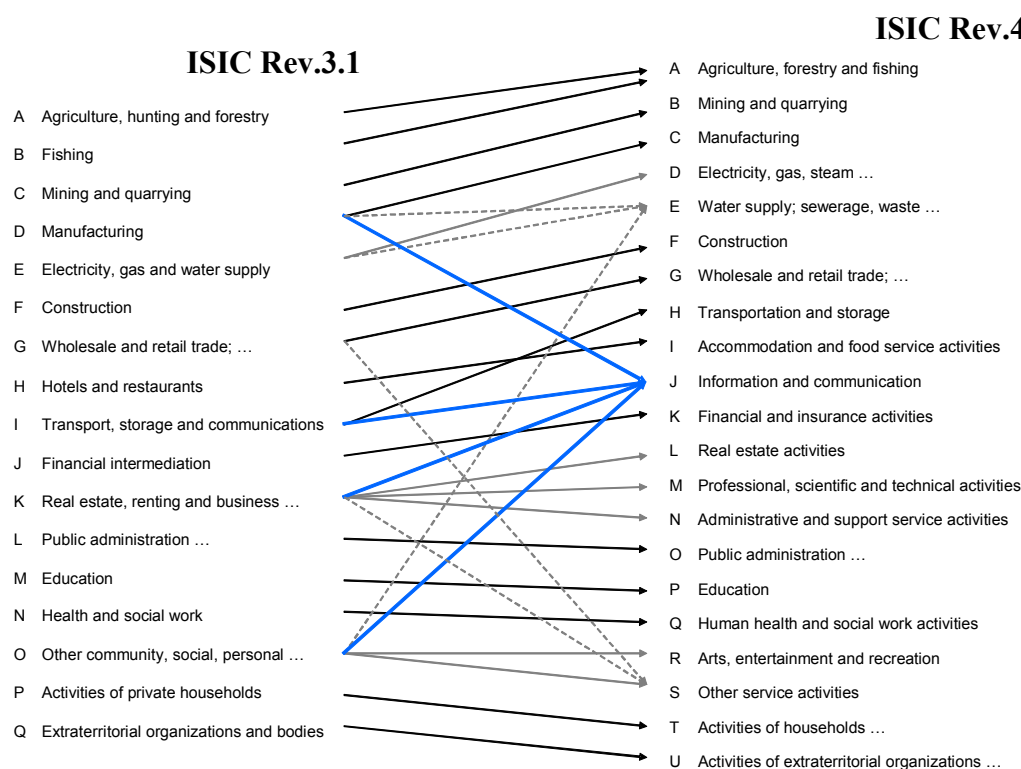 ISIC Rev.3.1
A Agriculture, hunting and forestry
B Fishing
C Mining and quarrying
D Manufacturing
E Electricity, gas and water supply
F Construction
G Wholesale and retail trade; …
H Hotels and restaurants
I Transport, storage and communications
J Financial intermediation
K Real estate, renting and business …
L Public administration …
M Education
N Health and social work
O Other community, social, personal …
P Activities of private households
Q Extraterritorial organizations and bodies
ISIC Rev.4
A Agriculture, forestry and fishing
B Mining and quarrying
C Manufacturing
D Electricity, gas, steam …
E Water supply; sewerage, waste …
F Construction
G Wholesale and retail trade; …
H Transportation and storage
I Accommodation and food service activities
J Information and communication
K Financial and insurance activities
L Real estate activities
M Professional, scientific and technical activities
N Administrative and support service activities
O Public administration …
P Education
Q Human health and social work activities
R Arts, entertainment and recreation
S Other service activities
T Activities of households …
U Activities of extraterritorial organizations …